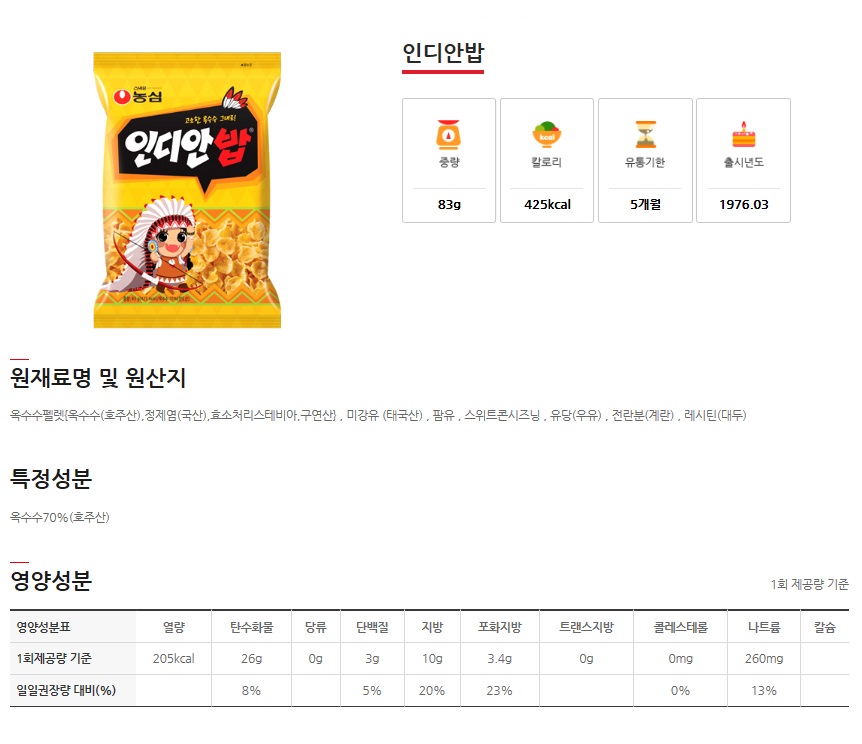 인디안밥
농심
고소한 옥수수 그대로!
인디안밥
중량
칼로리
유통기한
출시년도
kcal
83g
425kcal
5개월
1976.03
원재료명 및 원산지
옥수수펠렛{옥수수(호주산),정제염(국산),효소처리스테비아,구연산} , 미강유 (태국산) , 팜유 , 스위트콘시즈닝 , 유당(우유) , 전란분(계란) , 레시틴(대두)
특정성분
옥수수70%(호주산)
영양성분
1회 제공량 기준
영양성분표 열량 탄수화물 당류 단백질 지방 포화지방 트랜스지방 콜레스테롤 나트륨 칼슘
1회제공량 기준 205kcal 26g 0g 3g 10g 3.4g 0g 0mg 260mg
일일권장량 대비(%) 8% 5% 20% 23% 0% 13%